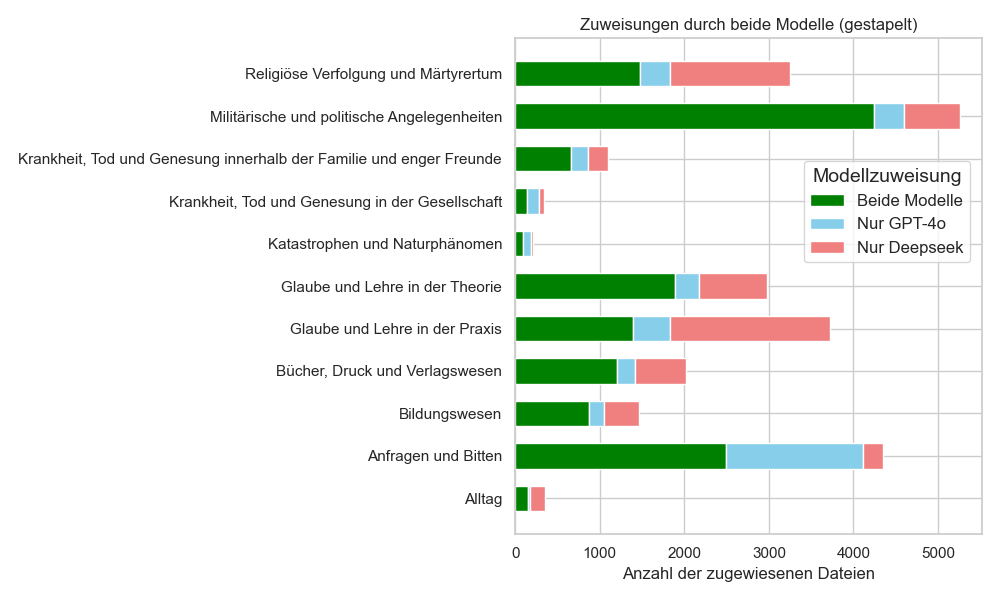 Zuweisungen durch beide Modelle (gestapelt)
Religiöse Verfolgung und Märtyrertum
Militärische und politische Angelegenheiten
Krankheit, Tod und Genesung innerhalb der Familie und enger Freunde
Krankheit, Tod und Genesung in der Gesellschaft
Katastrophen und Naturphänomen
Glaube und Lehre in der Theorie
Glaube und Lehre in der Praxis
Bücher, Druck und Verlagswesen
Bildungswesen
Anfragen und Bitten
Alltag
Modellzuweisung
Beide Modelle
Nur GPT-4o
Nur Deepseek
0 1000 2000 3000 4000 5000
Anzahl der zugewiesenen Dateien